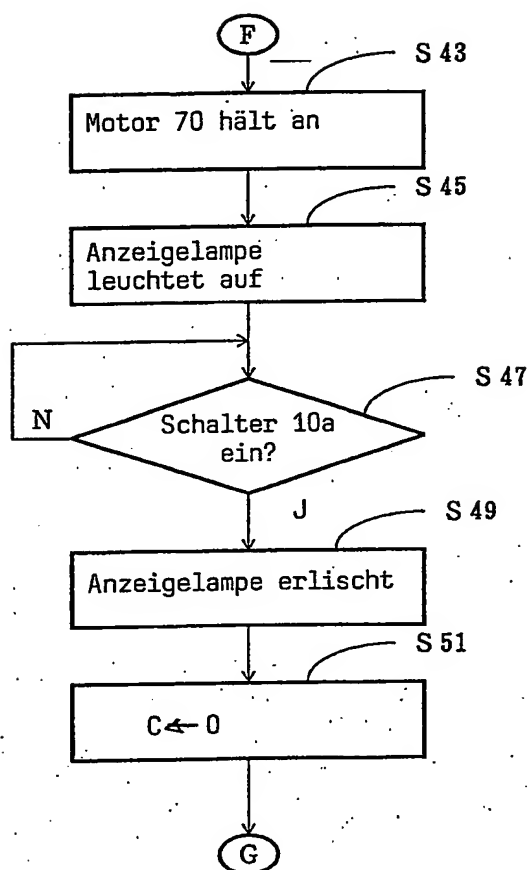 F
S 43
Motor 70 hält an
S 45
Anzeigelampe
leuchtet auf
S 47
N
Schalter 10a
ein?
J
S 49
Anzeigelampe erlischt
S 51
C← 0
G